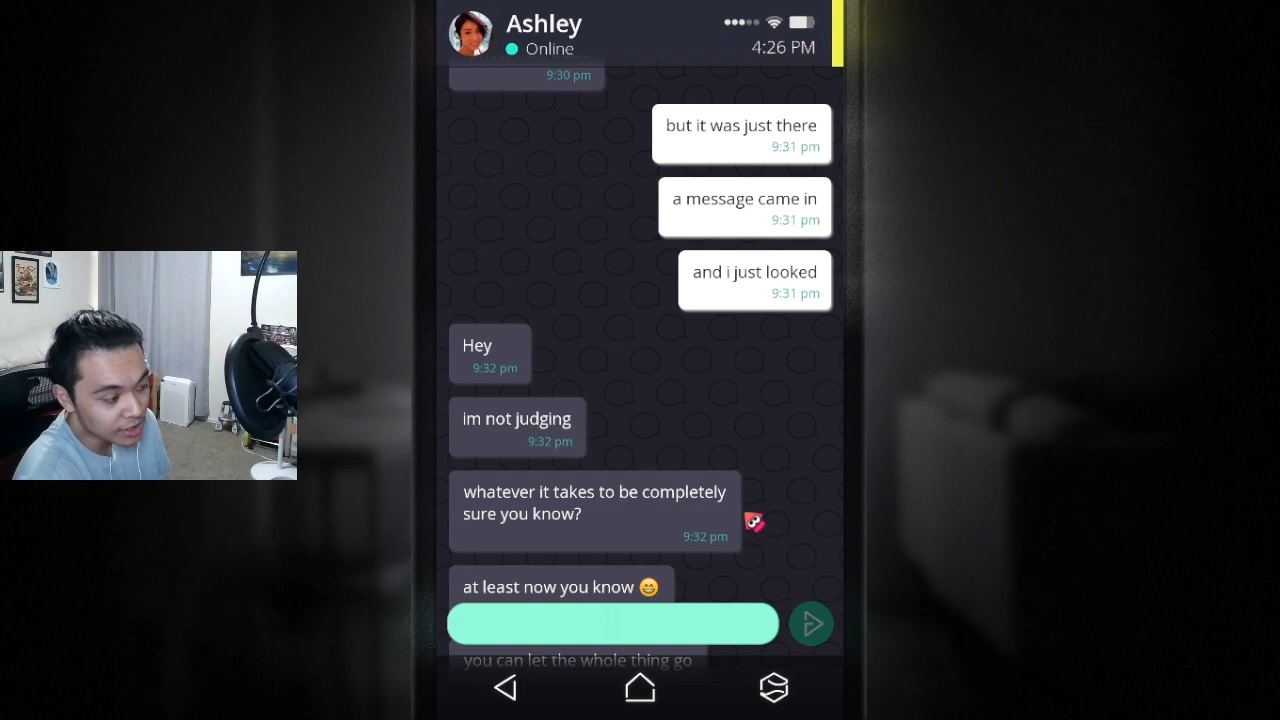 Ashley
Online
4:26 PM
9:30 pm
but it was just there
9:31 pm
a message came in
9:31 pm
and i just looked
9:31 pm
Hey
9:32 pm
im not judging
9:32 pm
whatever it takes to be completely
sure you know?
9:32 pm
at least now you know 😄
you can let the whole thing go